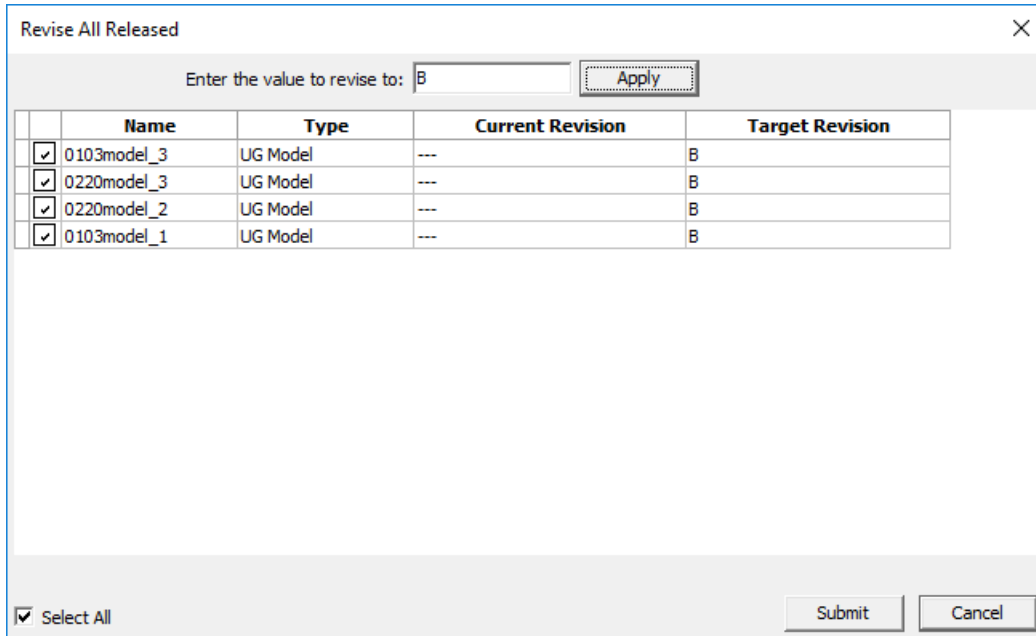 Revise All Released
Enter the value to revise to: B Apply
Name Type Current Revision Target Revision
0103model_3 UG Model --- B
0220model_3 UG Model --- B
0220model_2 UG Model --- B
0103model_1 UG Model --- B
Select All Submit Cancel